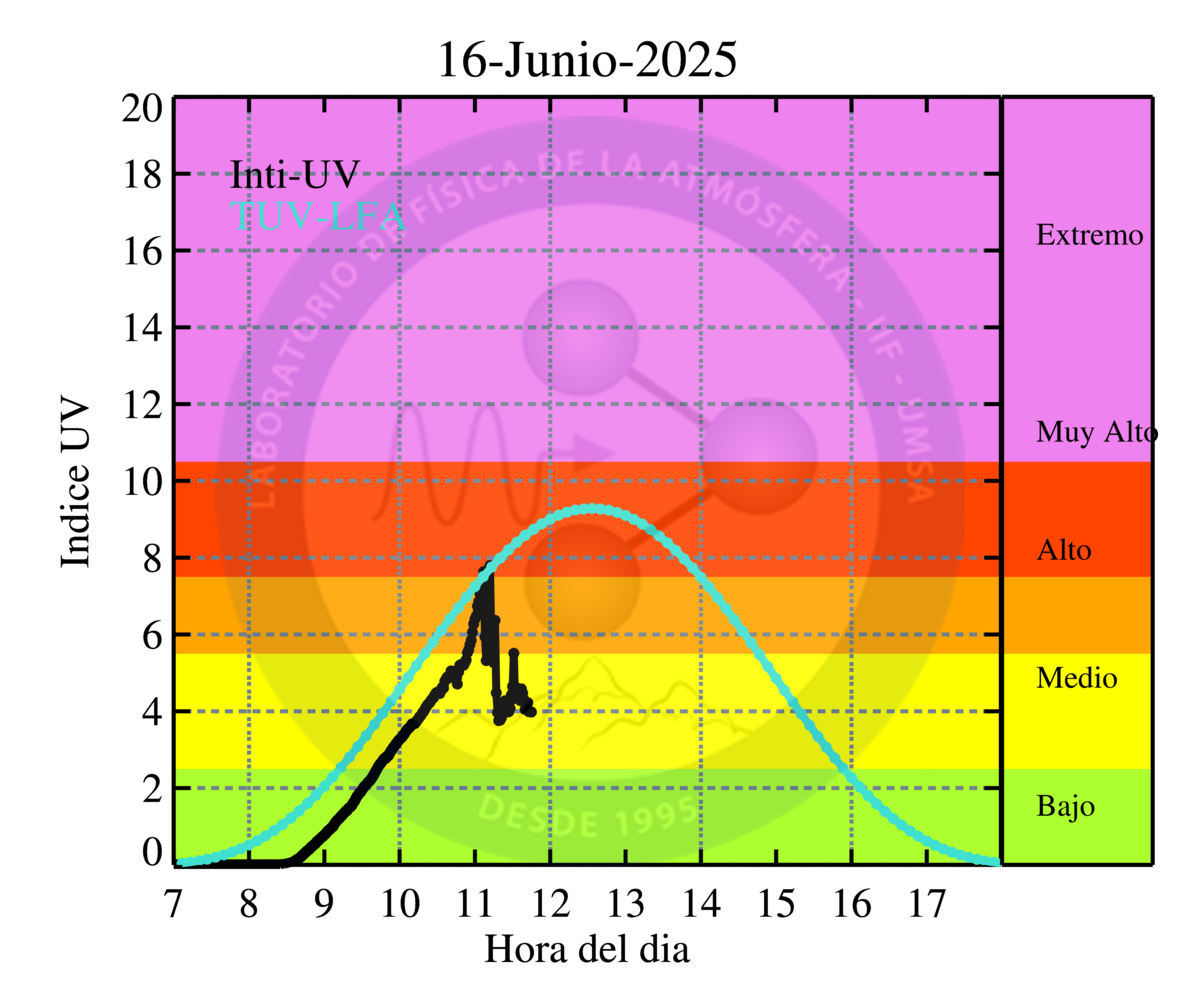 16-Junio-2025
20
18
16
14
12
10
8
6
4
2
0
Indice UV
Inti-UV
TUV-LFA
LABORATORIO DE FÍSICA DE LA ATMÓSFERA - IIF - UMSA
DESDE 1995
Extremo
Muy Alto
Alto
Medio
Bajo
7 8 9 10 11 12 13 14 15 16 17
Hora del dia